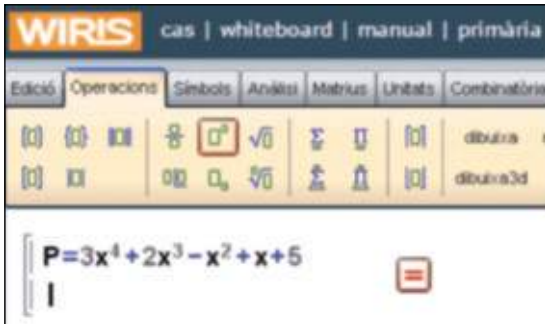 WIRIS cas | whiteboard | manual | primària
Edició Operacions Símbols Anàlisi Matrius Unitats Combinatòria
dibuixa
dibuixa3d
P=3x⁴+2x³-x²+x+5
=